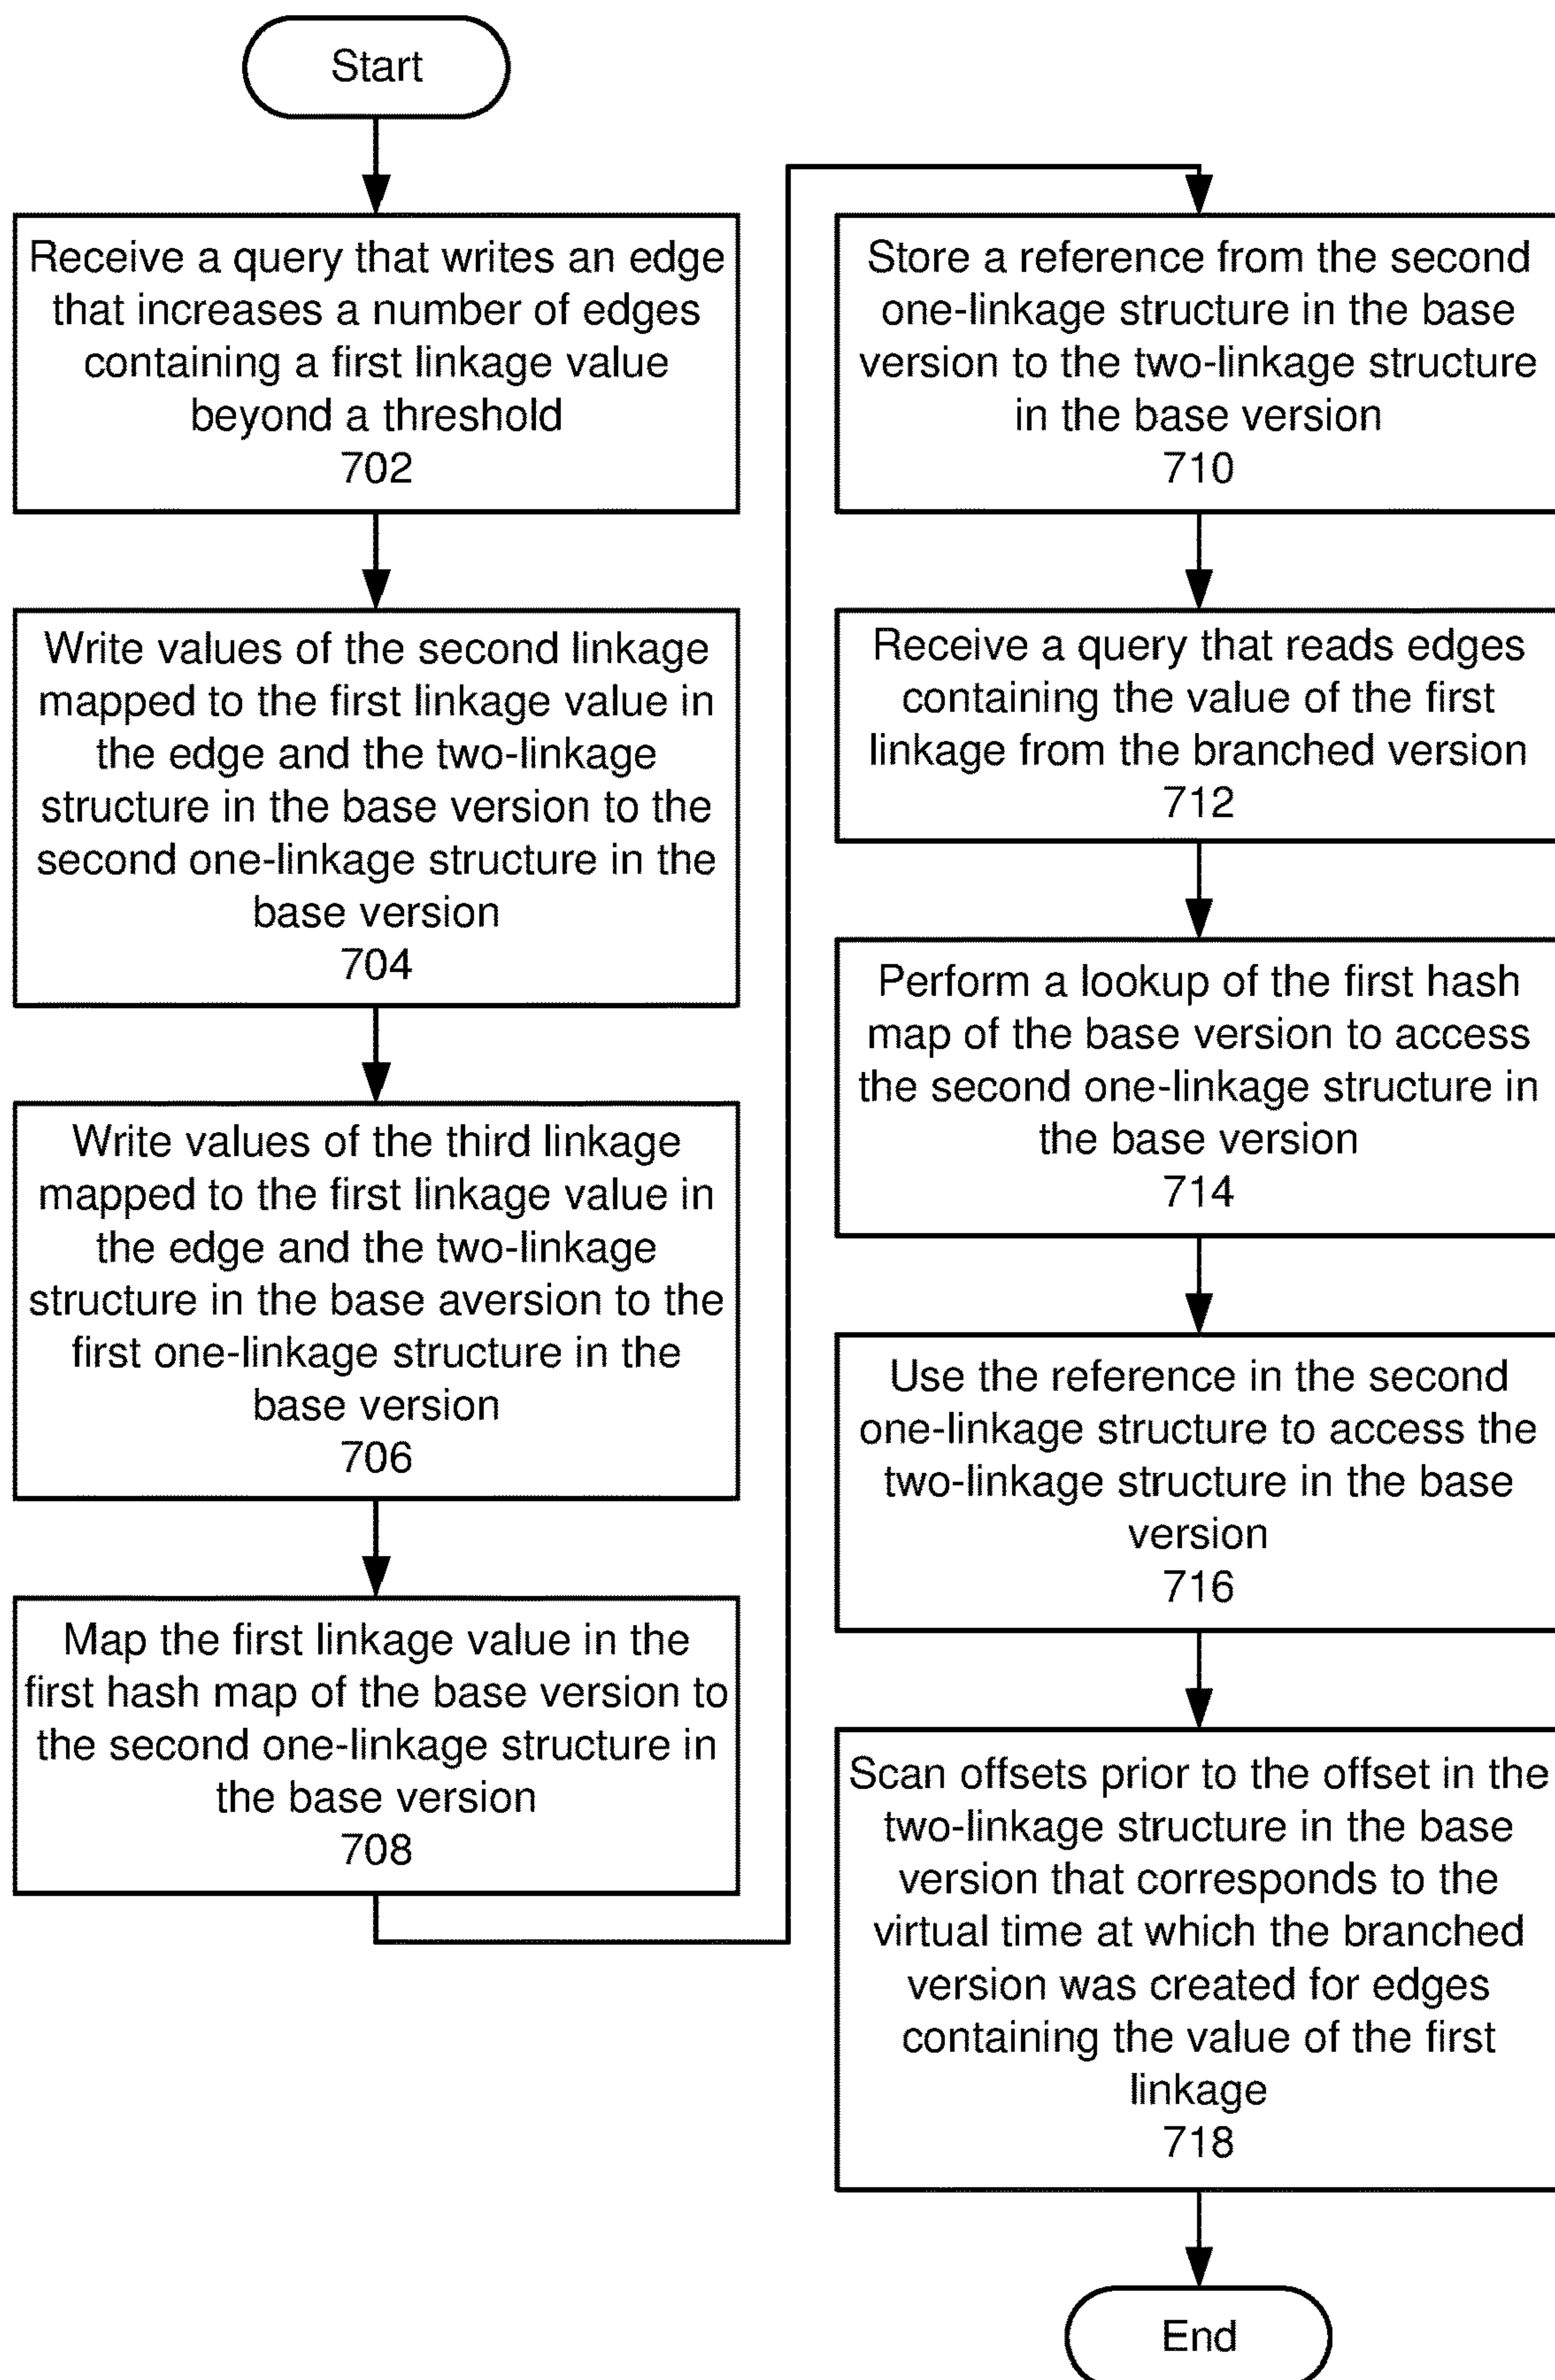 Start
Receive a query that writes an edge
that increases a number of edges
containing a first linkage value
beyond a threshold
702
Write values of the second linkage
mapped to the first linkage value in
the edge and the two-linkage
structure in the base version to the
second one-linkage structure in the
base version
704
Write values of the third linkage
mapped to the first linkage value in
the edge and the two-linkage
structure in the base aversion to the
first one-linkage structure in the
base version
706
Map the first linkage value in the
first hash map of the base version to
the second one-linkage structure in
the base version
708
Store a reference from the second
one-linkage structure in the base
version to the two-linkage structure
in the base version
710
Receive a query that reads edges
containing the value of the first
linkage from the branched version
712
Perform a lookup of the first hash
map of the base version to access
the second one-linkage structure in
the base version
714
Use the reference in the second
one-linkage structure to access the
two-linkage structure in the base
version
716
Scan offsets prior to the offset in the
two-linkage structure in the base
version that corresponds to the
virtual time at which the branched
version was created for edges
containing the value of the first
linkage
718
End